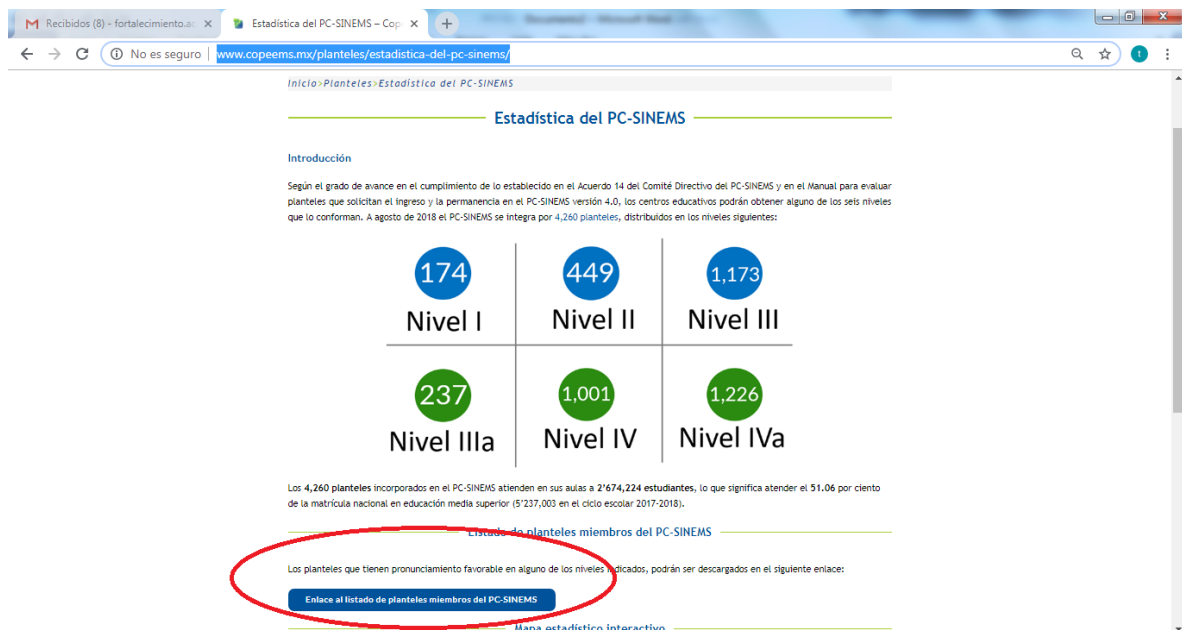 Recibidos (8) - fortalecimiento.ac
Estadística del PC-SINEMS – Cop
No es seguro | www.copeems.mx/planteles/estadistica-del-pc-sinems/
t
Inicio>Planteles>Estadística del PC-SINEMS
Estadística del PC-SINEMS
Introducción
Según el grado de avance en el cumplimiento de lo establecido en el Acuerdo 14 del Comité Directivo del PC-SINEMS y en el Manual para evaluar
planteles que solicitan el ingreso y la permanencia en el PC-SINEMS versión 4.0, los centros educativos podrán obtener alguno de los seis niveles
que lo conforman. A agosto de 2018 el PC-SINEMS se integra por 4,260 planteles, distribuidos en los niveles siguientes:
174 449 1,173
Nivel I Nivel II Nivel III
237 1,001 1,226
Nivel IIIa Nivel IV Nivel IVa
Los 4,260 planteles incorporados en el PC-SINEMS atienden en sus aulas a 2’674,224 estudiantes, lo que significa atender el 51.06 por ciento
de la matrícula nacional en educación media superior (5’237,003 en el ciclo escolar 2017-2018).
Listado de planteles miembros del PC-SINEMS
Los planteles que tienen pronunciamiento favorable en alguno de los niveles indicados, podrán ser descargados en el siguiente enlace:
Enlace al listado de planteles miembros del PC-SINEMS
Mapa estadístico interactivo